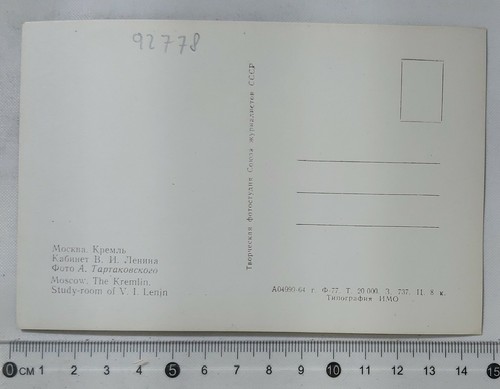 92778
Творческая фотостудия Союза журналистов СССР
Москва. Кремль
Кабинет В. И. Ленина
Фото А. Тартаковского
Moscow. The Kremlin.
Study-room of V. I. Lenin
А04990-64 г. Ф-77. Т. 20 000. З. 737. Ц. 8 к.
Типография ИМО
0 CM 1 2 3 4 5 6 7 8 9 10 11 12 13 14 15